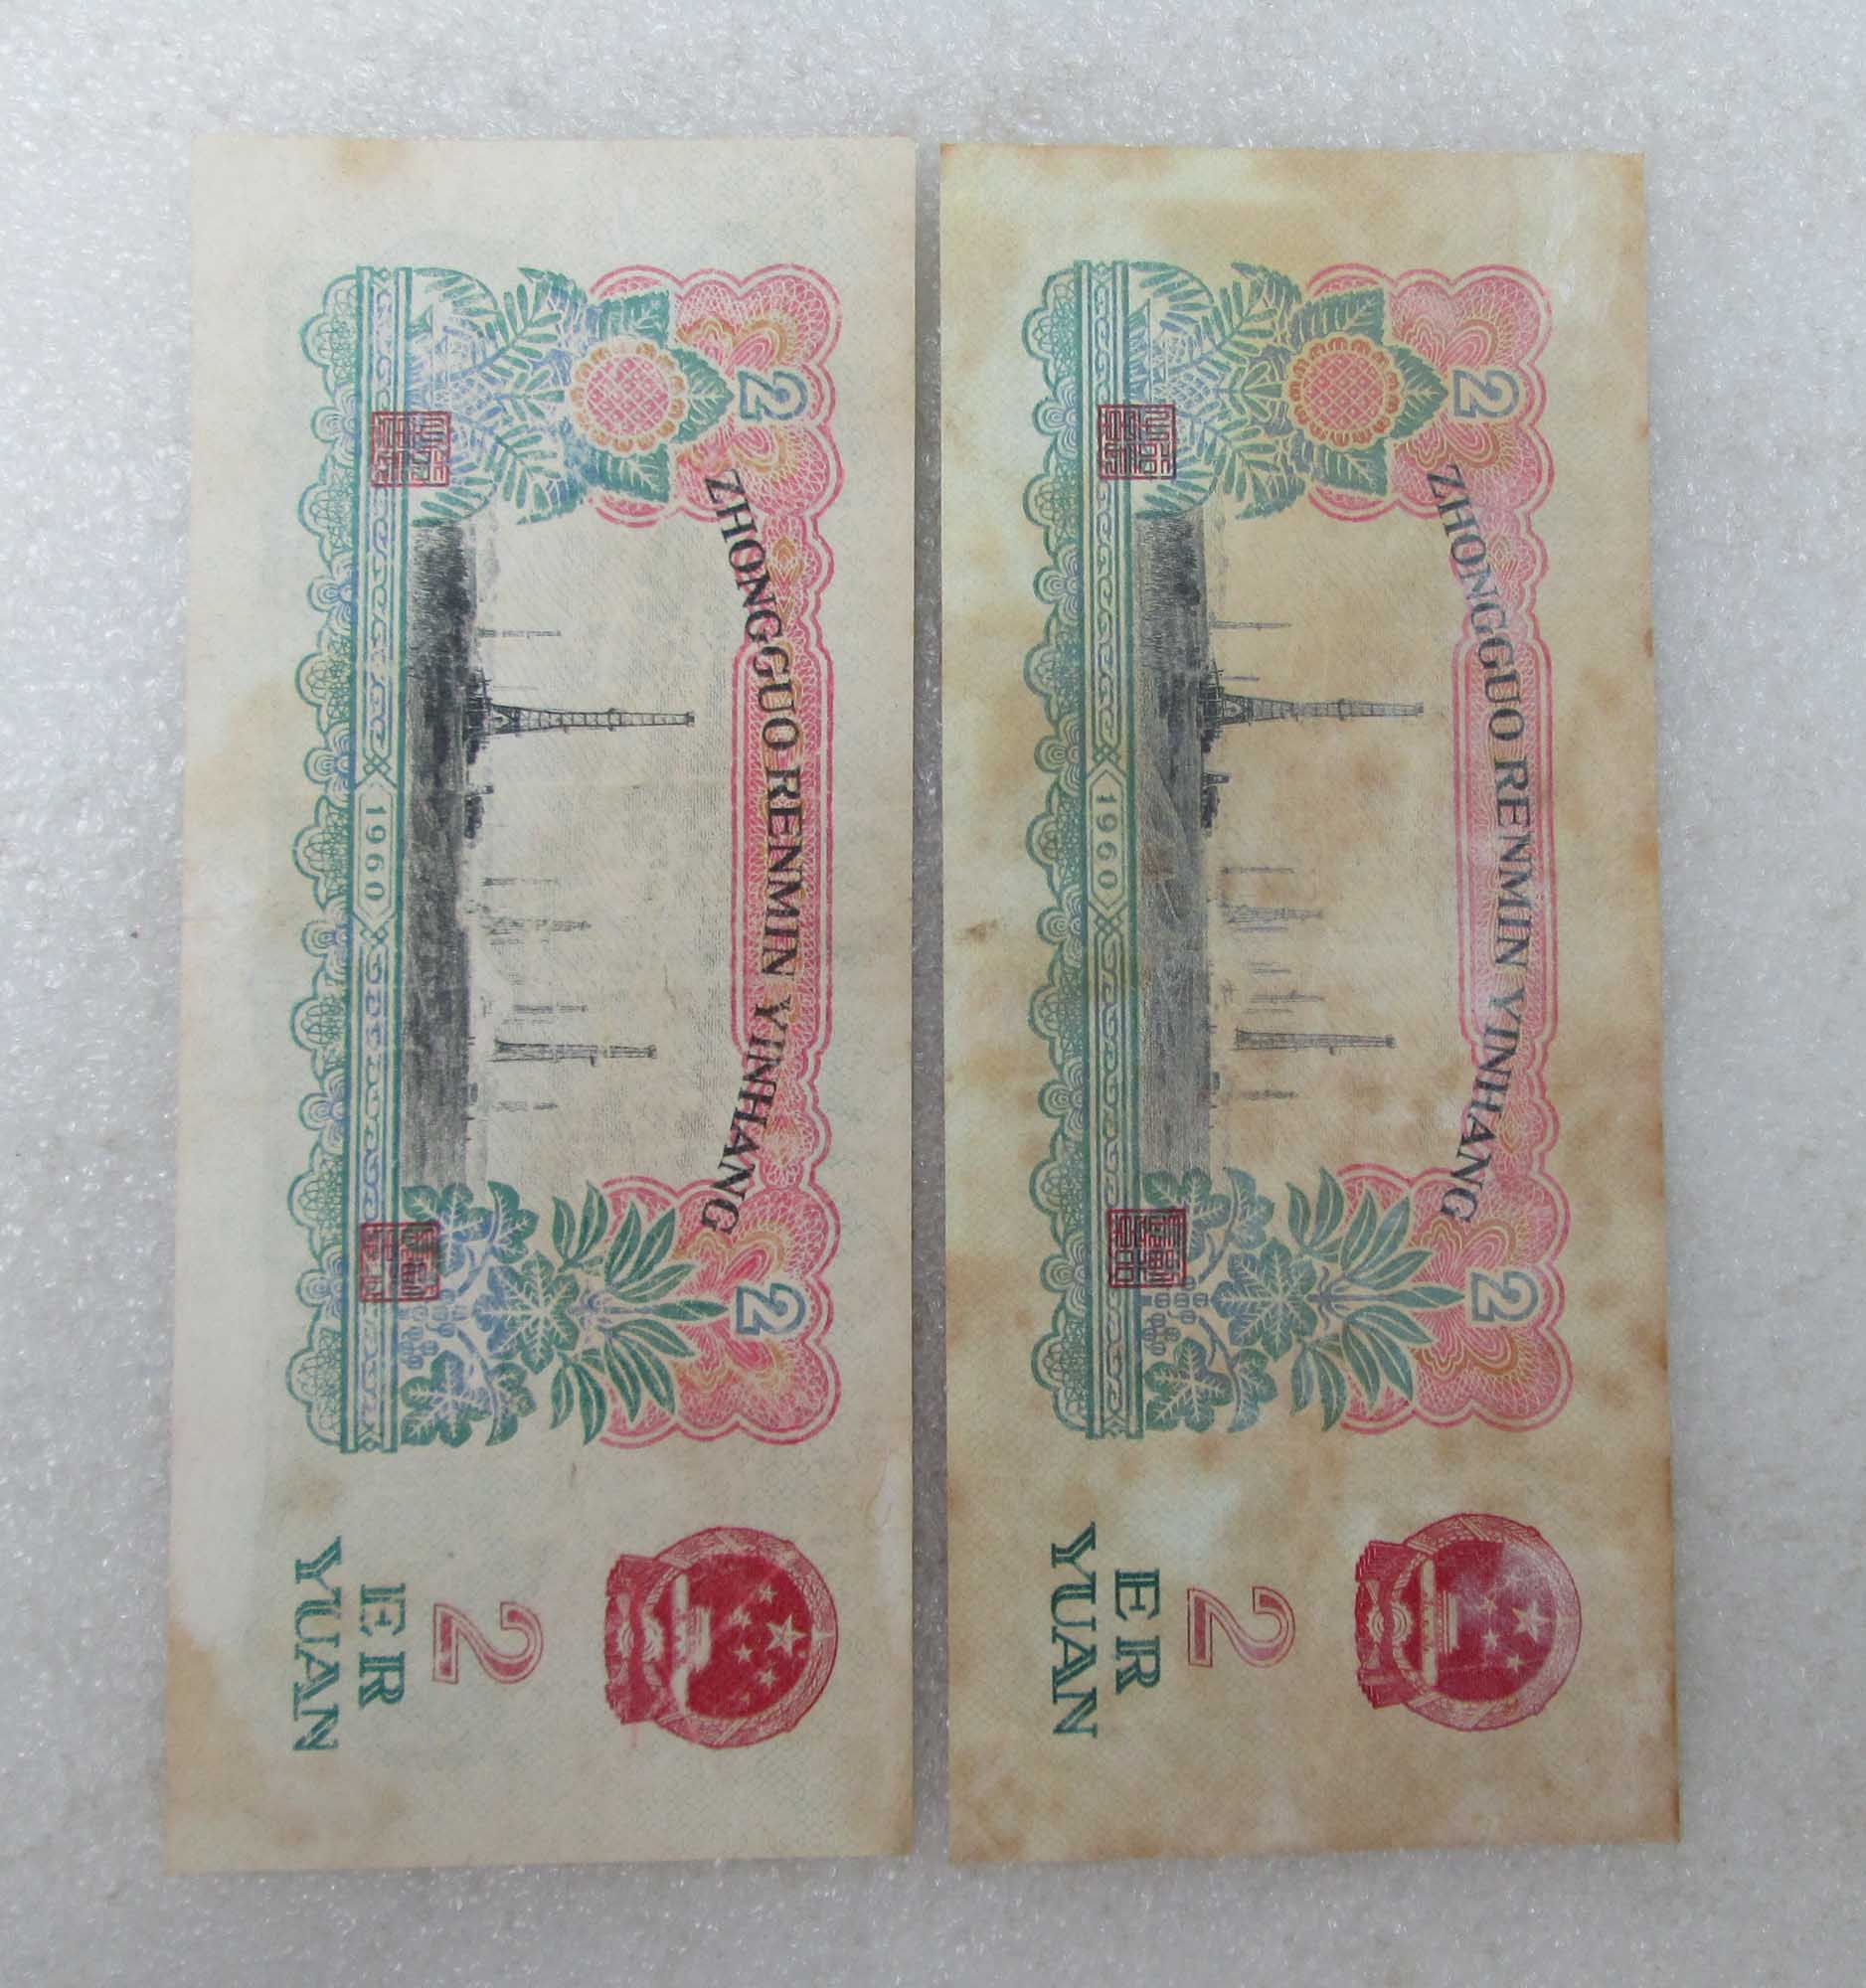 2
2
ZHONGGUO RENMIN YINHANG
1960
2
ER
YUAN
2
2
ZHONGGUO RENMIN YINHANG
1960
2
ER
YUAN